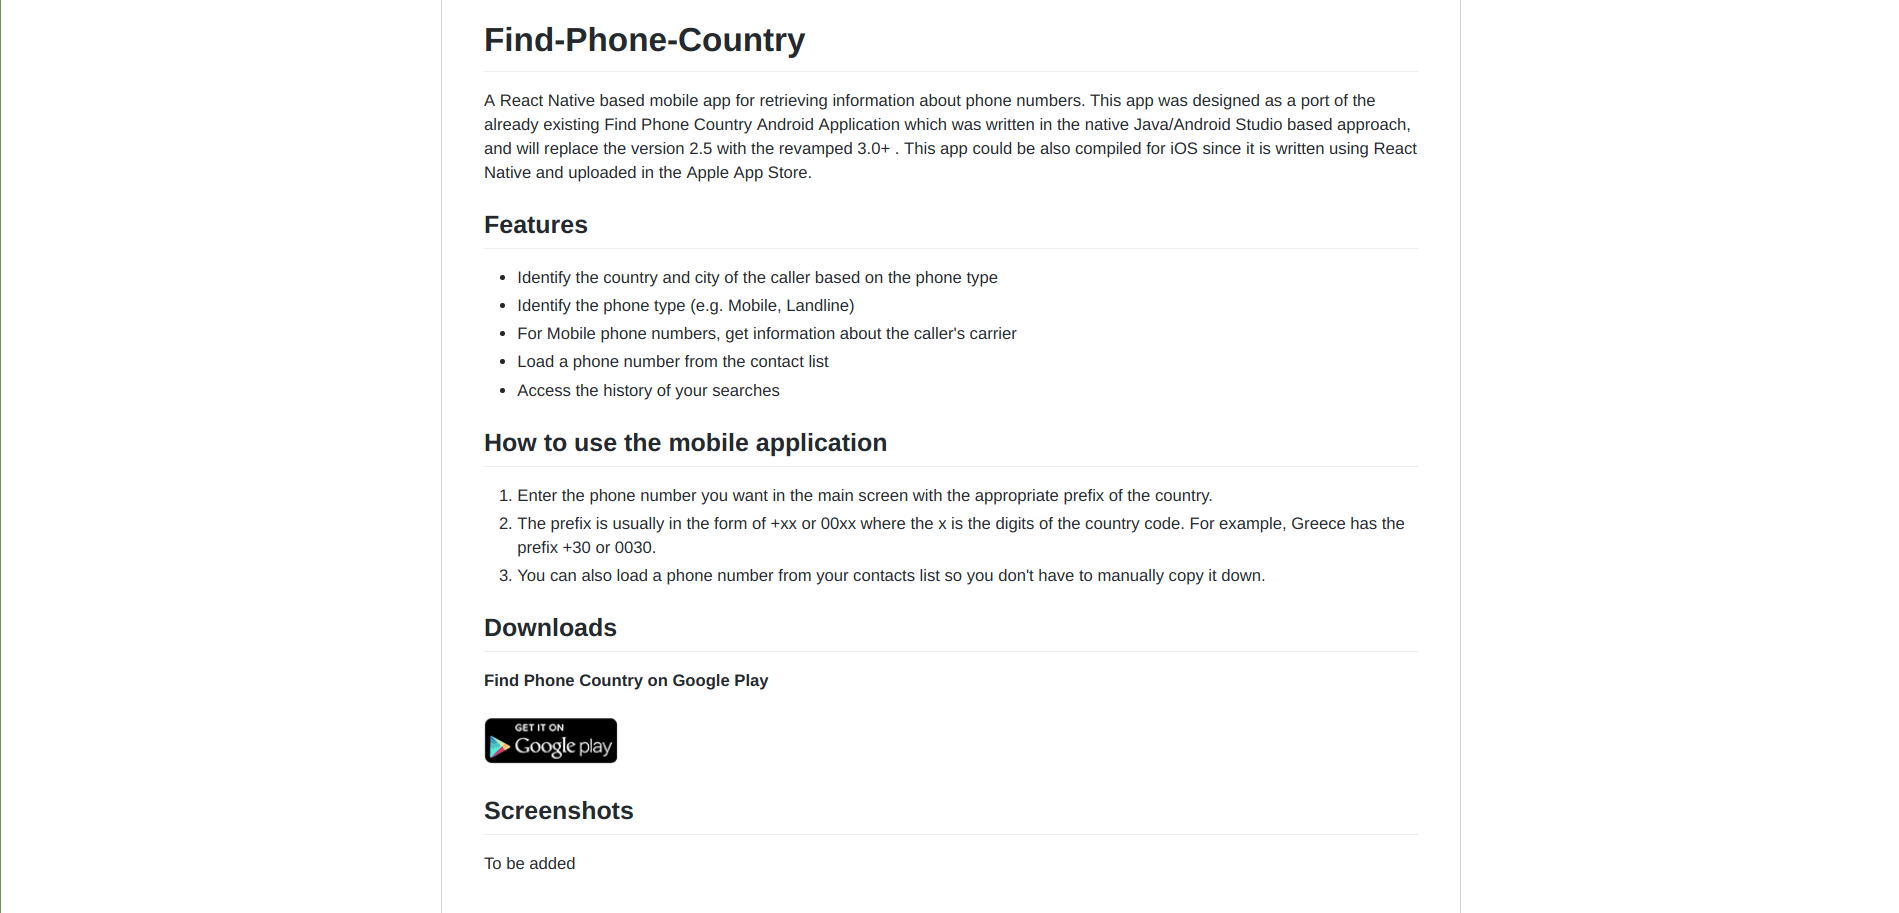 Find-Phone-Country
A React Native based mobile app for retrieving information about phone numbers. This app was designed as a port of the
already existing Find Phone Country Android Application which was written in the native Java/Android Studio based approach,
and will replace the version 2.5 with the revamped 3.0+ . This app could be also compiled for iOS since it is written using React
Native and uploaded in the Apple App Store.
Features
• Identify the country and city of the caller based on the phone type
• Identify the phone type (e.g. Mobile, Landline)
• For Mobile phone numbers, get information about the caller's carrier
• Load a phone number from the contact list
• Access the history of your searches
How to use the mobile application
1. Enter the phone number you want in the main screen with the appropriate prefix of the country.
2. The prefix is usually in the form of +xx or 00xx where the x is the digits of the country code. For example, Greece has the
prefix +30 or 0030.
3. You can also load a phone number from your contacts list so you don't have to manually copy it down.
Downloads
Find Phone Country on Google Play
GET IT ON
Google play
Screenshots
To be added